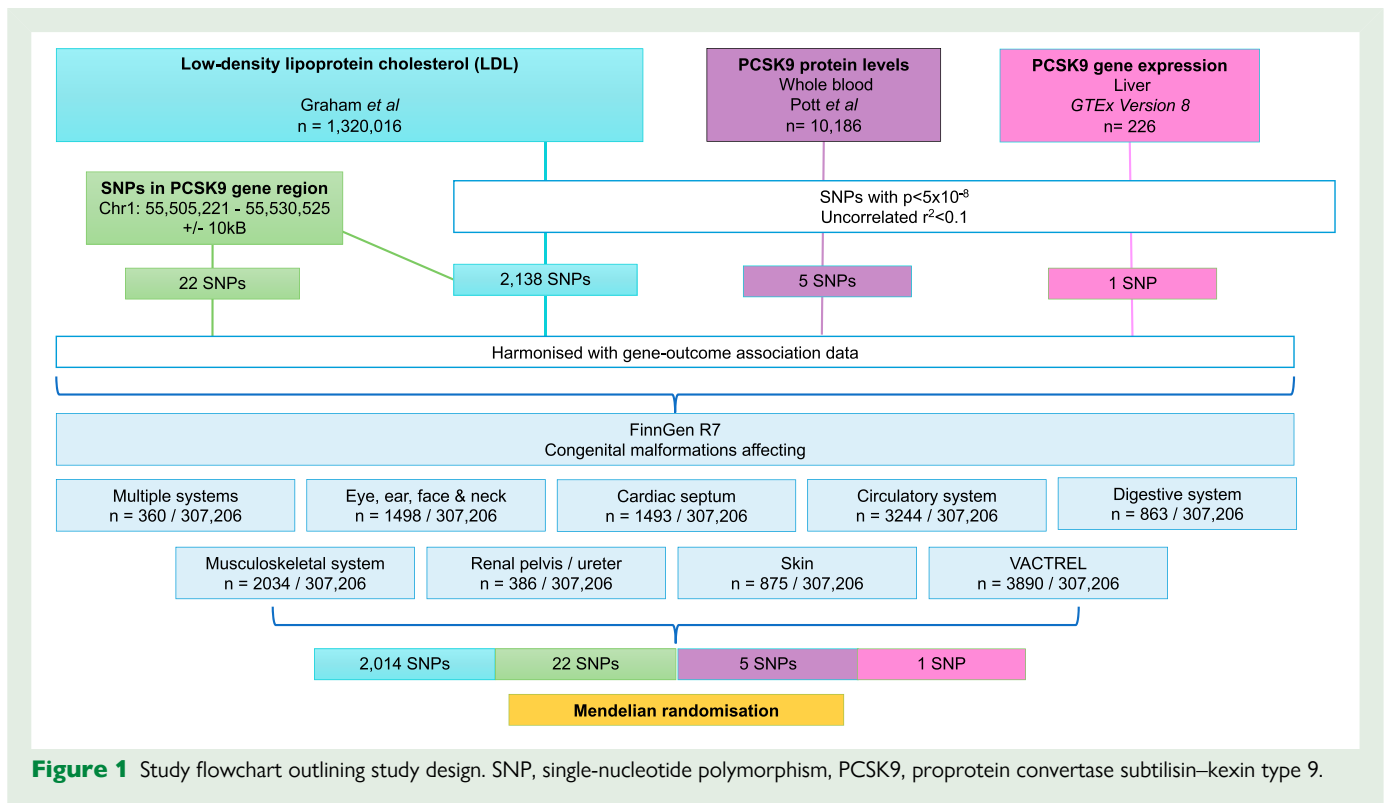 Low-density lipoprotein cholesterol (LDL)
Graham et al
n = 1,320,016
PCSK9 protein levels
Whole blood
Pott et al
n= 10,186
PCSK9 gene expression
Liver
GTEx Version 8
n= 226
SNPs in PCSK9 gene region
Chr1: 55,505,221 - 55,530,525
+/- 10kB
SNPs with p<5x10⁻⁸
Uncorrelated r²<0.1
22 SNPs
2,138 SNPs
5 SNPs
1 SNP
Harmonised with gene-outcome association data
FinnGen R7
Congenital malformations affecting
Multiple systems
n = 360 / 307,206
Eye, ear, face & neck
n = 1498 / 307,206
Cardiac septum
n = 1493 / 307,206
Circulatory system
n = 3244 / 307,206
Digestive system
n = 863 / 307,206
Musculoskeletal system
n = 2034 / 307,206
Renal pelvis / ureter
n = 386 / 307,206
Skin
n = 875 / 307,206
VACTREL
n = 3890 / 307,206
2,014 SNPs
22 SNPs
5 SNPs
1 SNP
Mendelian randomisation
Figure 1 Study flowchart outlining study design. SNP, single-nucleotide polymorphism, PCSK9, proprotein convertase subtilisin–kexin type 9.